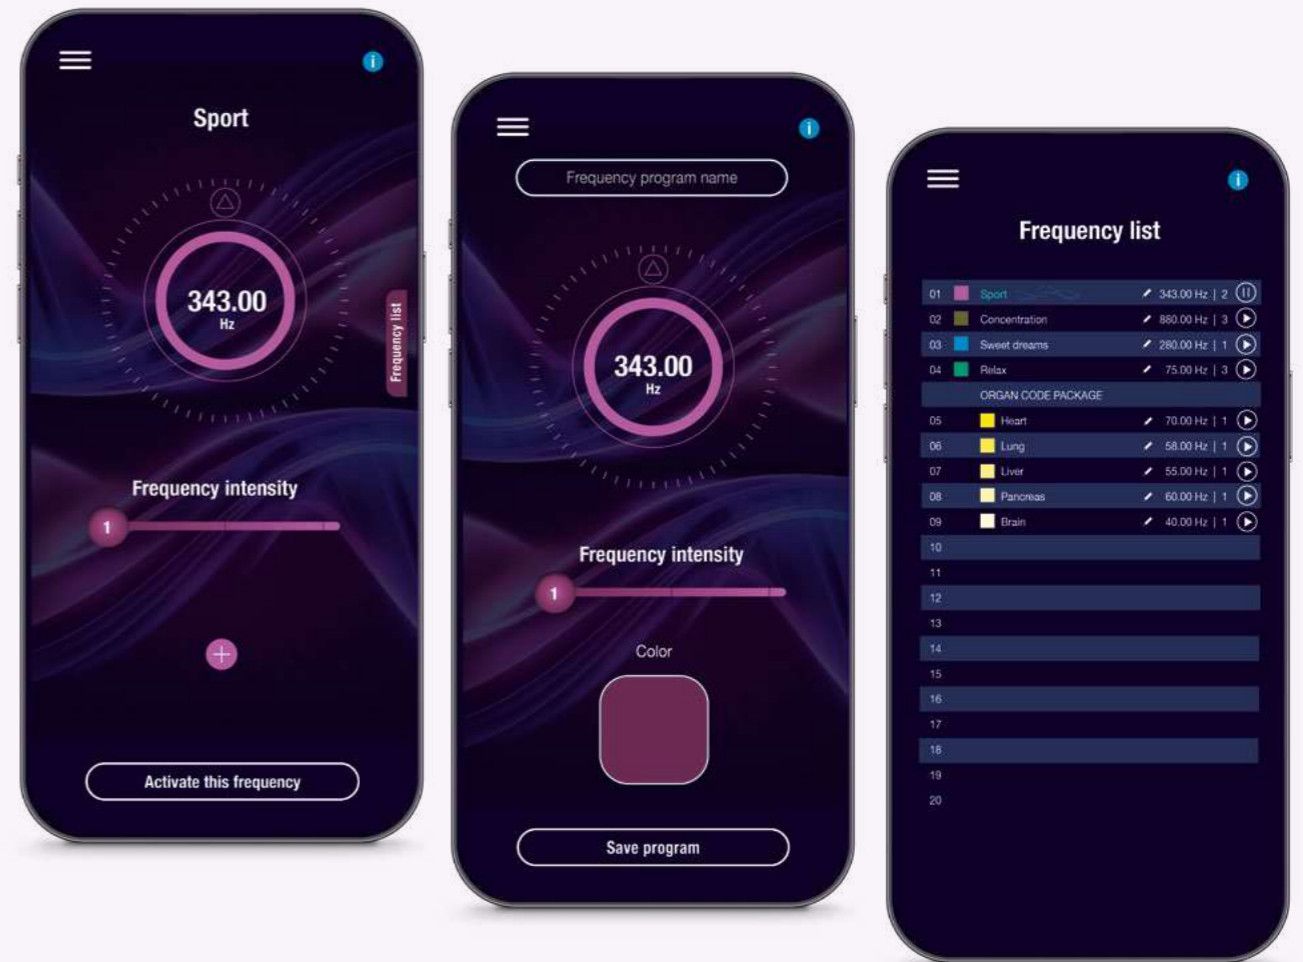 Sport
343.00
Hz
Frequency list
Frequency intensity
1
Activate this frequency
Frequency program name
343.00
Hz
Frequency intensity
1
Color
Save program
Frequency list
01 Sport 343.00 Hz | 2
02 Concentration 880.00 Hz | 3
03 Sweet dreams 280.00 Hz | 1
04 Relax 75.00 Hz | 3
ORGAN CODE PACKAGE
05 Heart 70.00 Hz | 1
06 Lung 58.00 Hz | 1
07 Liver 55.00 Hz | 1
08 Pancreas 60.00 Hz | 1
09 Brain 40.00 Hz | 1
10
11
12
13
14
15
16
17
18
19
20